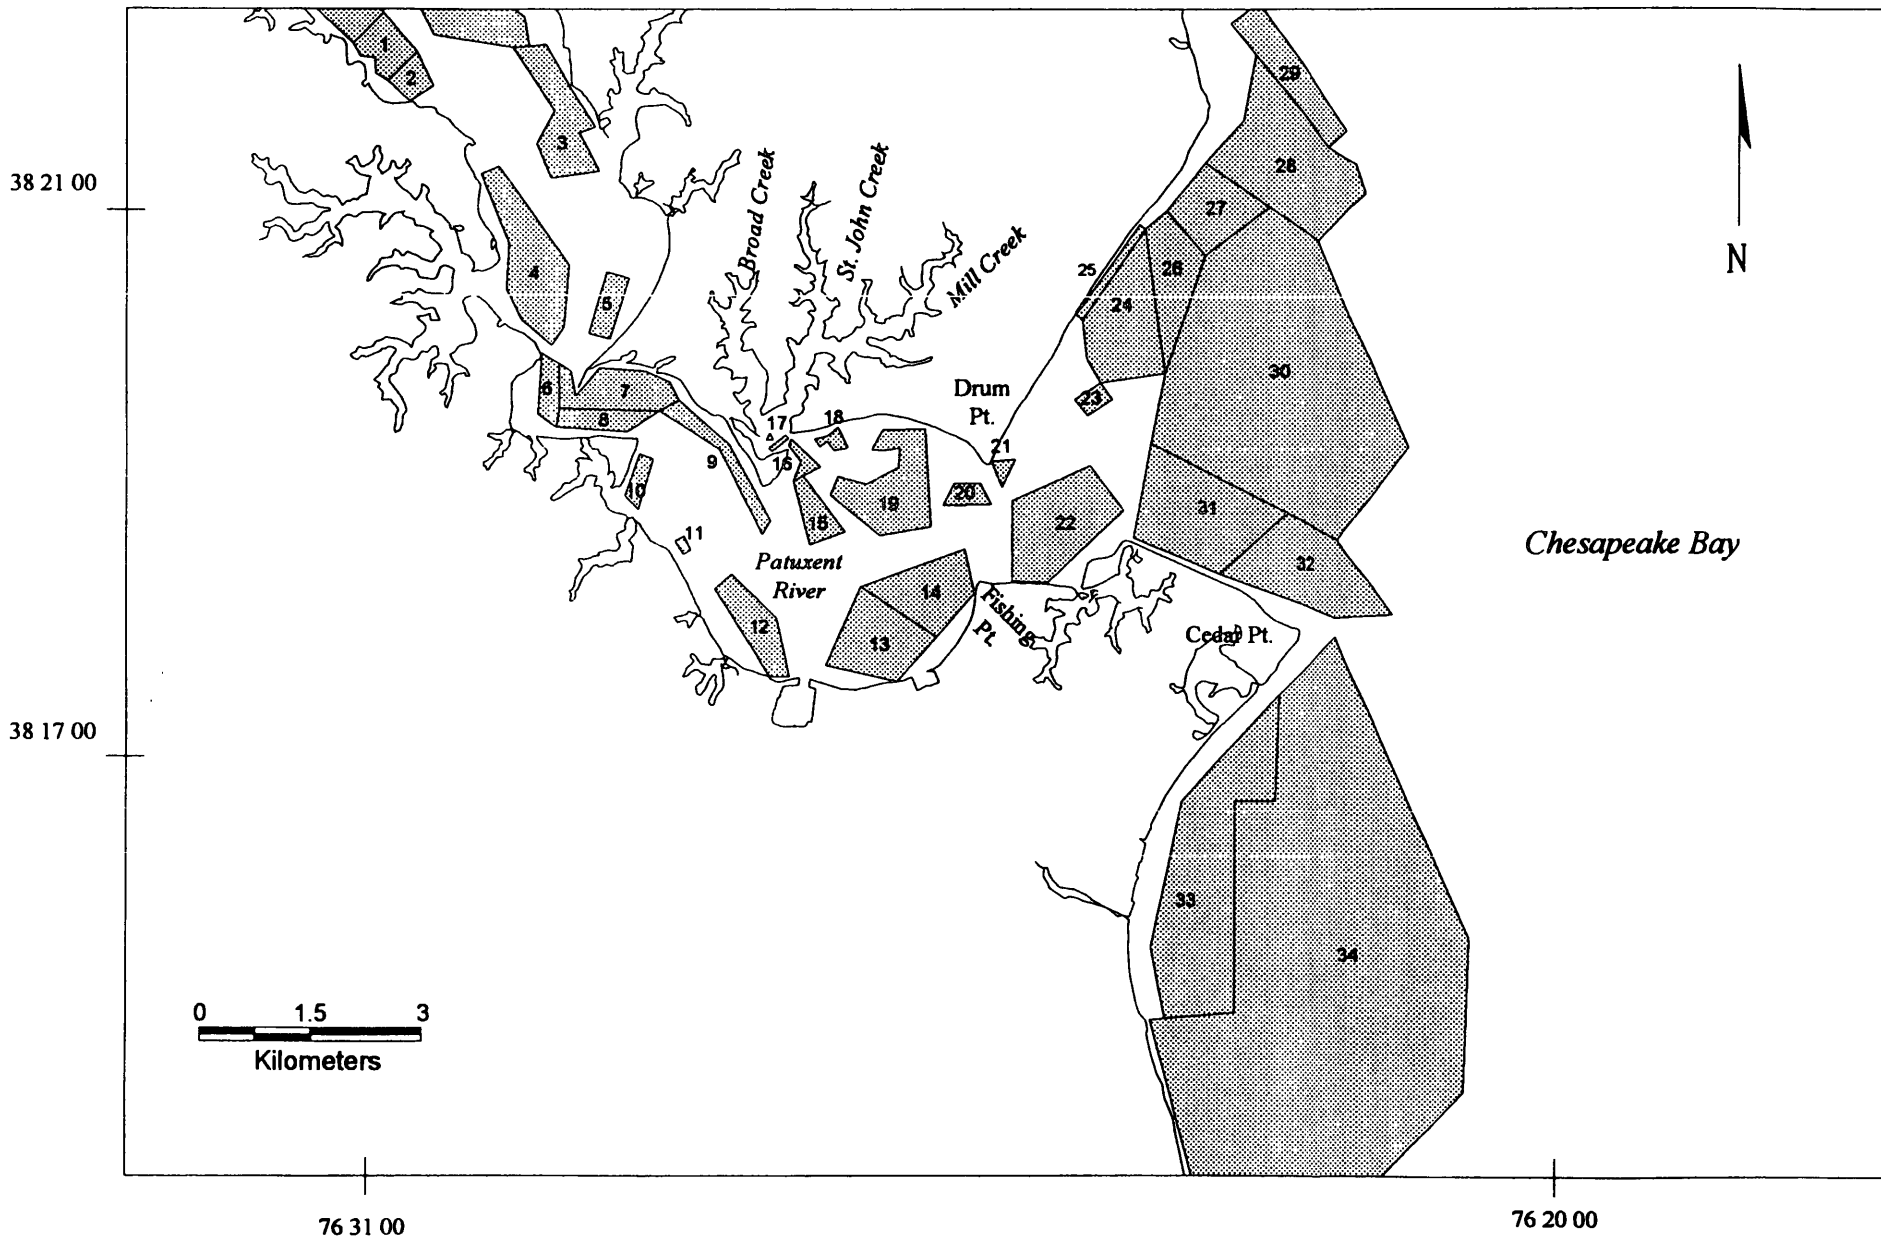 1
2
29
3
38 21 00
Broad Creek
St. John Creek
Mill Creek
28
27
4
5
25
26
24
N
6
7
8
Drum
Pt.
23
30
17
18
9
16
21
10
19
20
15
22
31
11
Patuxent
River
Chesapeake Bay
32
12
14
13
Fishing
Pt.
Cedar Pt.
38 17 00
33
34
0 1.5 3
Kilometers
76 31 00
76 20 00